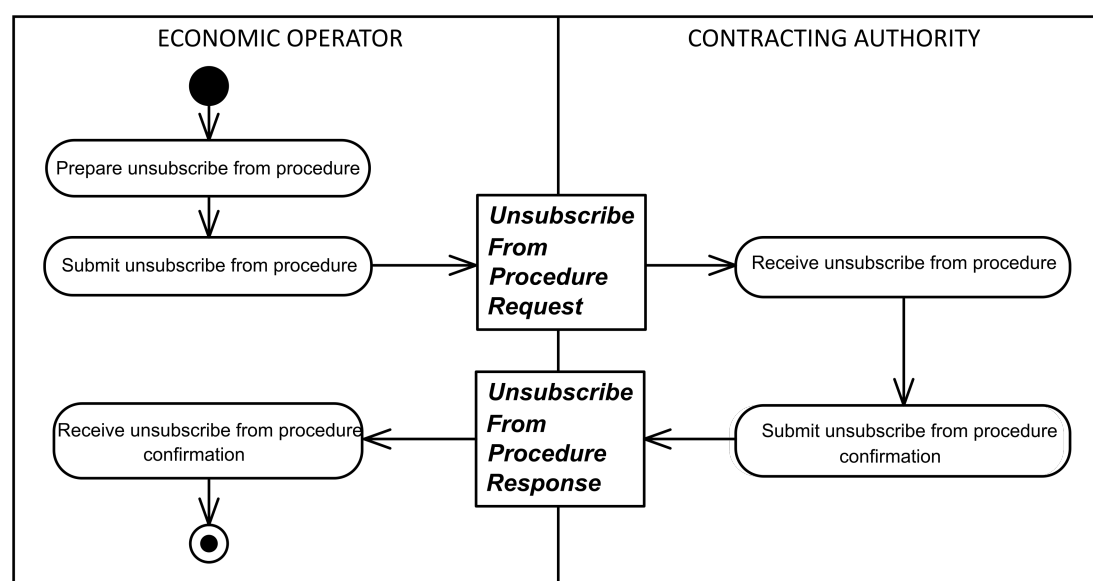 ECONOMIC OPERATOR
CONTRACTING AUTHORITY
Prepare unsubscribe from procedure
Submit unsubscribe from procedure
Unsubscribe
From
Procedure
Request
Receive unsubscribe from procedure
Receive unsubscribe from procedure
confirmation
Unsubscribe
From
Procedure
Response
Submit unsubscribe from procedure
confirmation